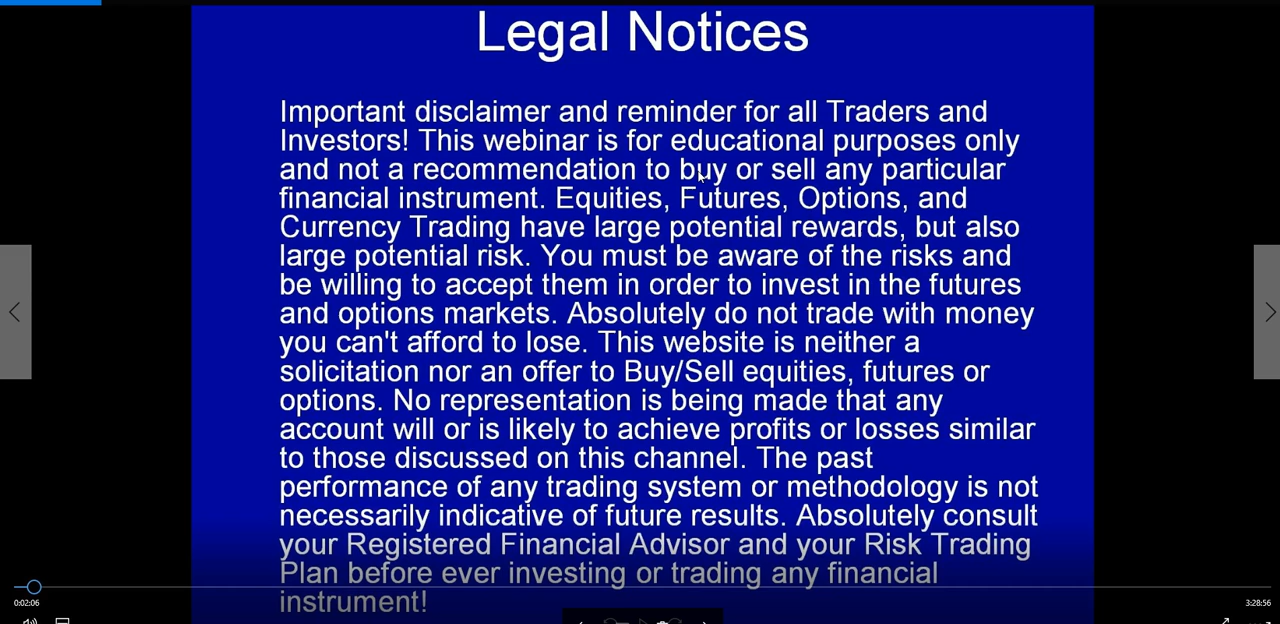 Legal Notices
Important disclaimer and reminder for all Traders and
Investors! This webinar is for educational purposes only
and not a recommendation to buy or sell any particular
financial instrument. Equities, Futures, Options, and
Currency Trading have large potential rewards, but also
large potential risk. You must be aware of the risks and
be willing to accept them in order to invest in the futures
and options markets. Absolutely do not trade with money
you can't afford to lose. This website is neither a
solicitation nor an offer to Buy/Sell equities, futures or
options. No representation is being made that any
account will or is likely to achieve profits or losses similar
to those discussed on this channel. The past
performance of any trading system or methodology is not
necessarily indicative of future results. Absolutely consult
your Registered Financial Advisor and your Risk Trading
Plan before ever investing or trading any financial
instrument!
0:02:06
3:28:56